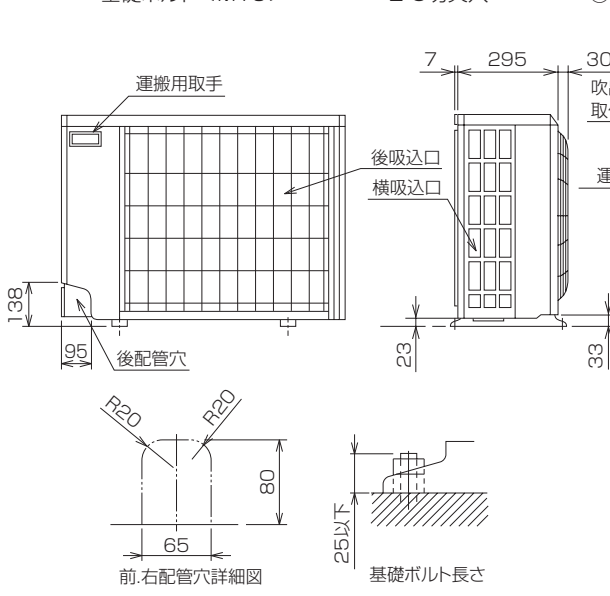 7
295
30
運搬用取手
後吸込口
横吸込口
138
95
後配管穴
23
33
R20
R20
80
65
25以下
前.右配管穴詳細図
基礎ボルト長さ